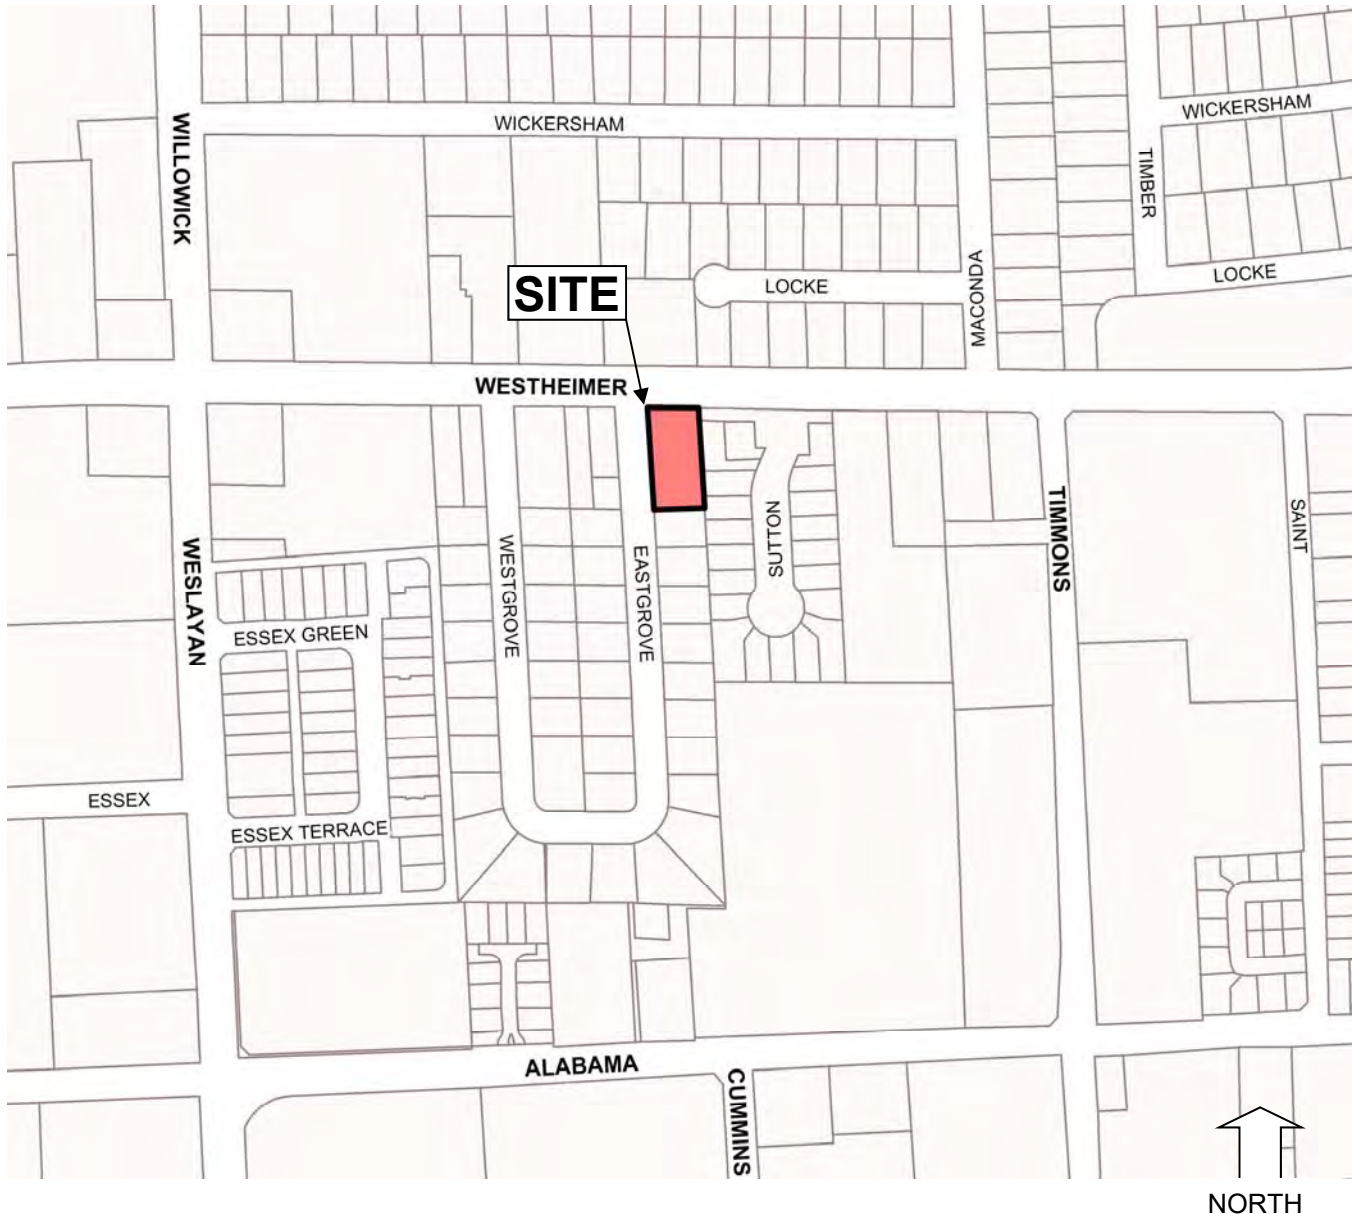 WICKERSHAM
WICKERSHAM
WILLOWICK
TIMBER
LOCKE
LOCKE
MACONDA
SITE
WESTHEIMER
SUTTON
TIMMONS
SAINT
WESTGROVE
EASTGROVE
WESLAYAN
ESSEX GREEN
ESSEX
ESSEX TERRACE
ALABAMA
CUMMINS
NORTH